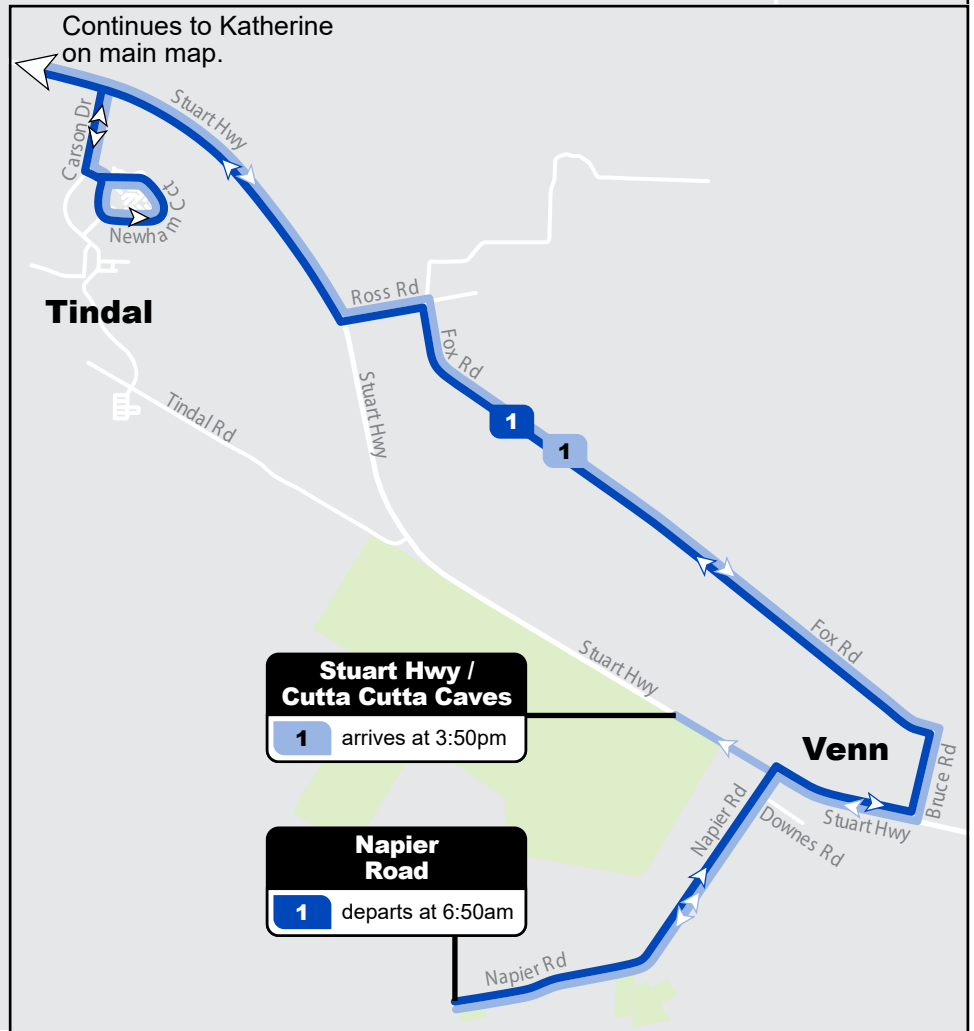 Continues to Katherine
on main map.
Stuart Hwy
Carson Dr
Newham Cct
Tindal
Ross Rd
Fox Rd
Stuart Hwy
Tindal Rd
1
1
Fox Rd
Stuart Hwy
Stuart Hwy /
Cutta Cutta Caves
1 arrives at 3:50pm
Venn
Bruce Rd
Napier Rd
Stuart Hwy
Downes Rd
Napier
Road
1 departs at 6:50am
Napier Rd